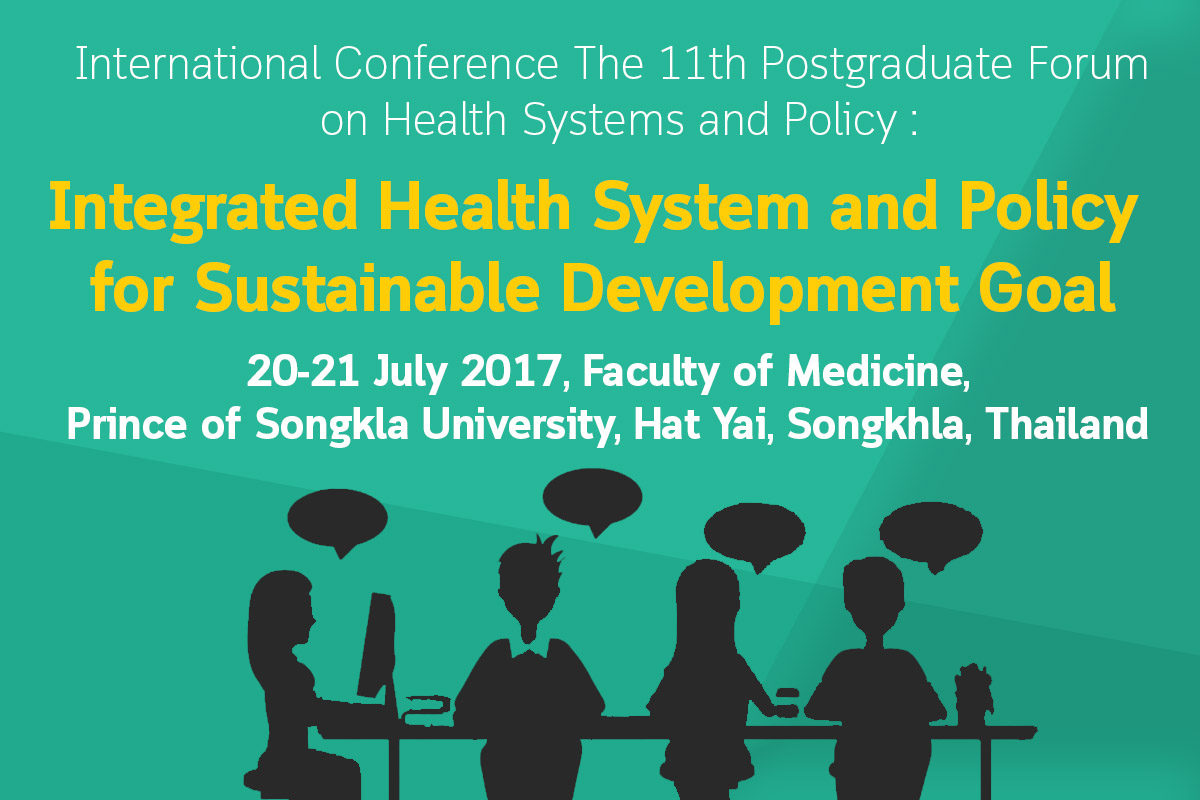 International Conference The 11th Postgraduate Forum
on Health Systems and Policy :
Integrated Health System and Policy
for Sustainable Development Goal
20-21 July 2017, Faculty of Medicine,
Prince of Songkla University, Hat Yai, Songkhla, Thailand